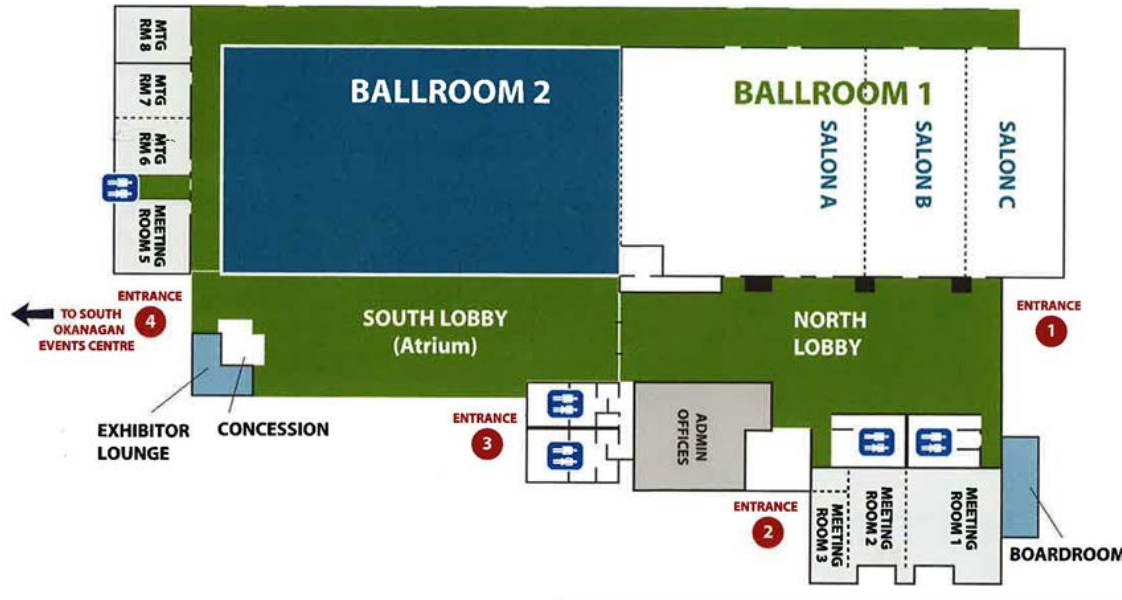 MTG
RM 8
MTG
RM 7
MTG
RM 6
MEETING
ROOM 5
BALLROOM 2
BALLROOM 1
SALON A
SALON B
SALON C
ENTRANCE
4
TO SOUTH
OKANAGAN
EVENTS CENTRE
SOUTH LOBBY
(Atrium)
NORTH
LOBBY
ENTRANCE
1
EXHIBITOR
LOUNGE
CONCESSION
ENTRANCE
3
ADMIN
OFFICES
ENTRANCE
2
MEETING
ROOM 3
MEETING
ROOM 2
MEETING
ROOM 1
BOARDROOM